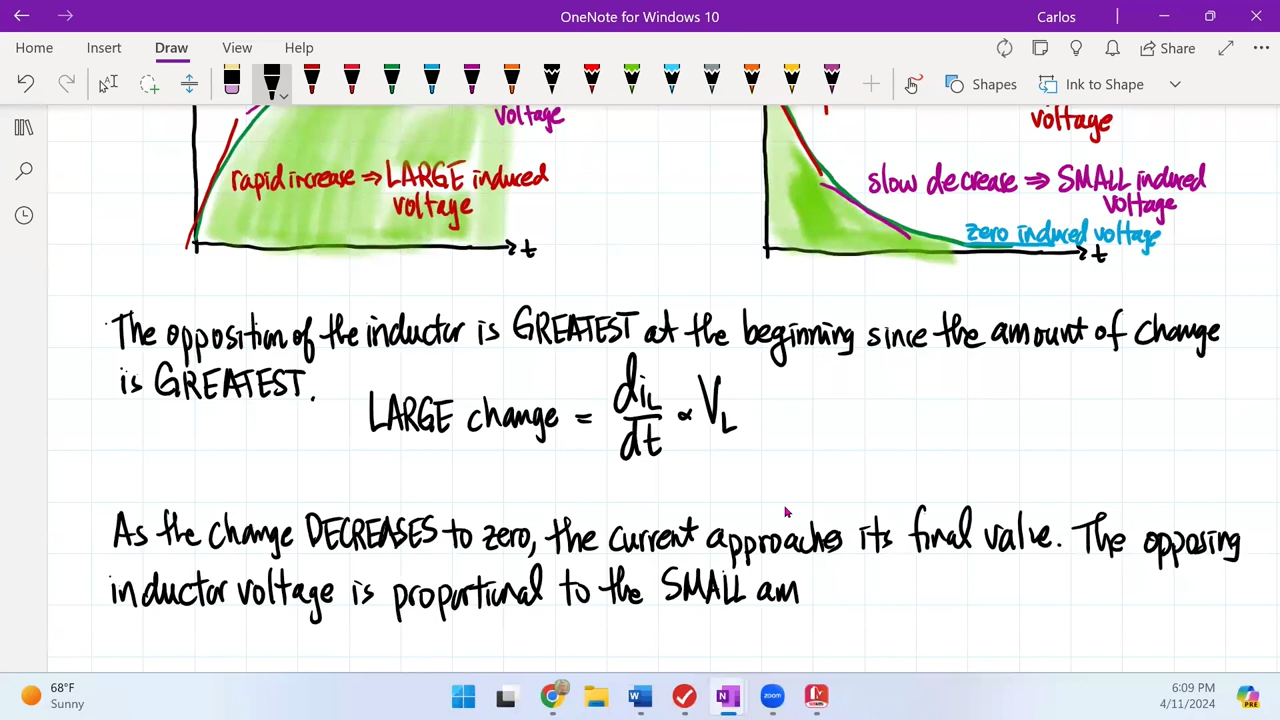 OneNote for Windows 10
Carlos
Home Insert Draw View Help
Share
Shapes
Ink to Shape
voltage
rapid increase ⇒ LARGE induced
voltage
t
voltage
slow decrease ⇒ SMALL induced
voltage
zero induced voltage
t
The opposition of the inductor is GREATEST at the beginning since the amount of change
is GREATEST.
LARGE change = diL/dt ∝ VL
As the change DECREASES to zero, the current approaches its final value. The opposing
inductor voltage is proportional to the SMALL am
68°F
Sunny
zoom
6:09 PM
4/11/2024
PRE